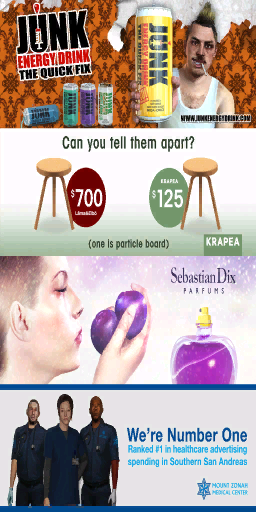 JUNK
ENERGY DRINK
THE QUICK FIX
JUNK
ENERGY DRINK
WWW.JUNKENERGYDRINK.COM
Can you tell them apart?
$700
KRAPEA
$125
(one is particle board)
KRAPEA
Sebastian Dix
PARFUMS
We're Number One
Ranked #1 in healthcare advertising
spending in Southern San Andreas
MOUNT ZONAH
MEDICAL CENTER